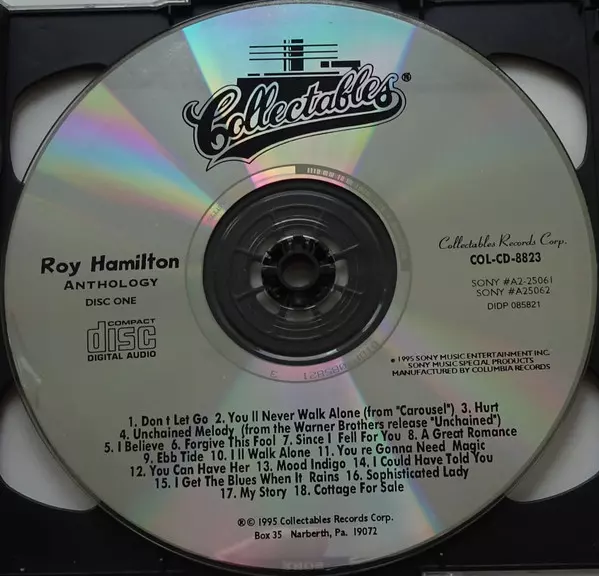 Collectables®
Roy Hamilton
ANTHOLOGY
DISC ONE
COMPACT
disc
DIGITAL AUDIO
Collectables Records Corp.
COL-CD-8823
SONY #A2-25061
SONY #A25062
DIDP 085821
℗ 1995 SONY MUSIC ENTERTAINMENT INC.
SONY MUSIC SPECIAL PRODUCTS
MANUFACTURED BY COLUMBIA RECORDS
1. Don t Let Go 2. You ll Never Walk Alone (from "Carousel") 3. Hurt
4. Unchained Melody (from the Warner Brothers release "Unchained")
5. I Believe 6. Forgive This Fool 7. Since I Fell For You 8. A Great Romance
9. Ebb Tide 10. I ll Walk Alone 11. You re Gonna Need Magic
12. You Can Have Her 13. Mood Indigo 14. I Could Have Told You
15. I Get The Blues When It Rains 16. Sophisticated Lady
17. My Story 18. Cottage For Sale
℗© 1995 Collectables Records Corp.
Box 35 Narberth, Pa. 19072